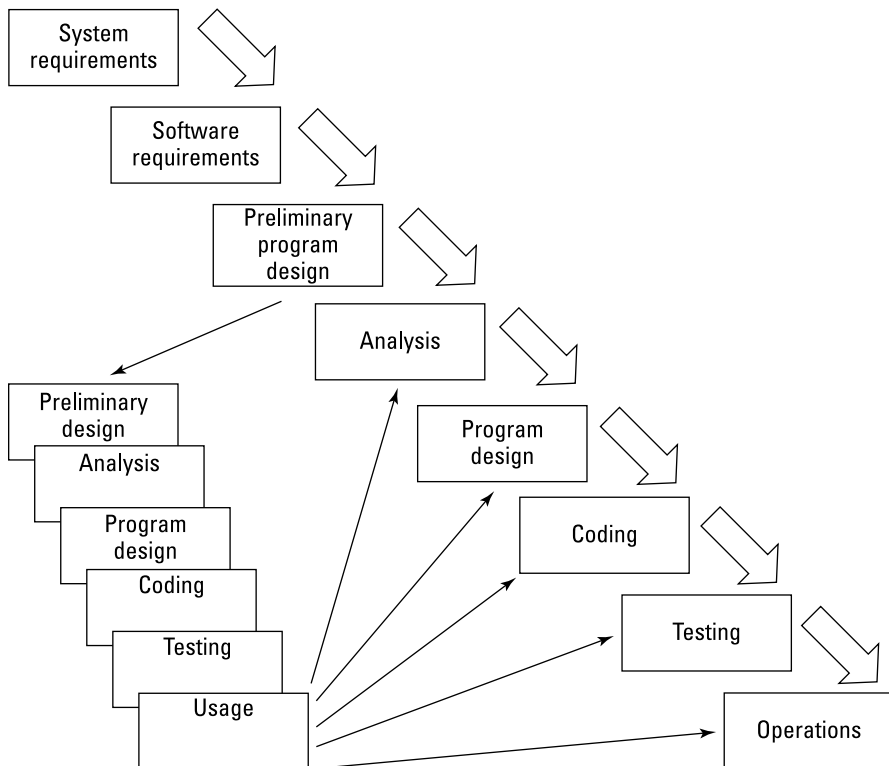 System
requirements
Software
requirements
Preliminary
program
design
Analysis
Program
design
Coding
Testing
Operations
Preliminary
design
Analysis
Program
design
Coding
Testing
Usage